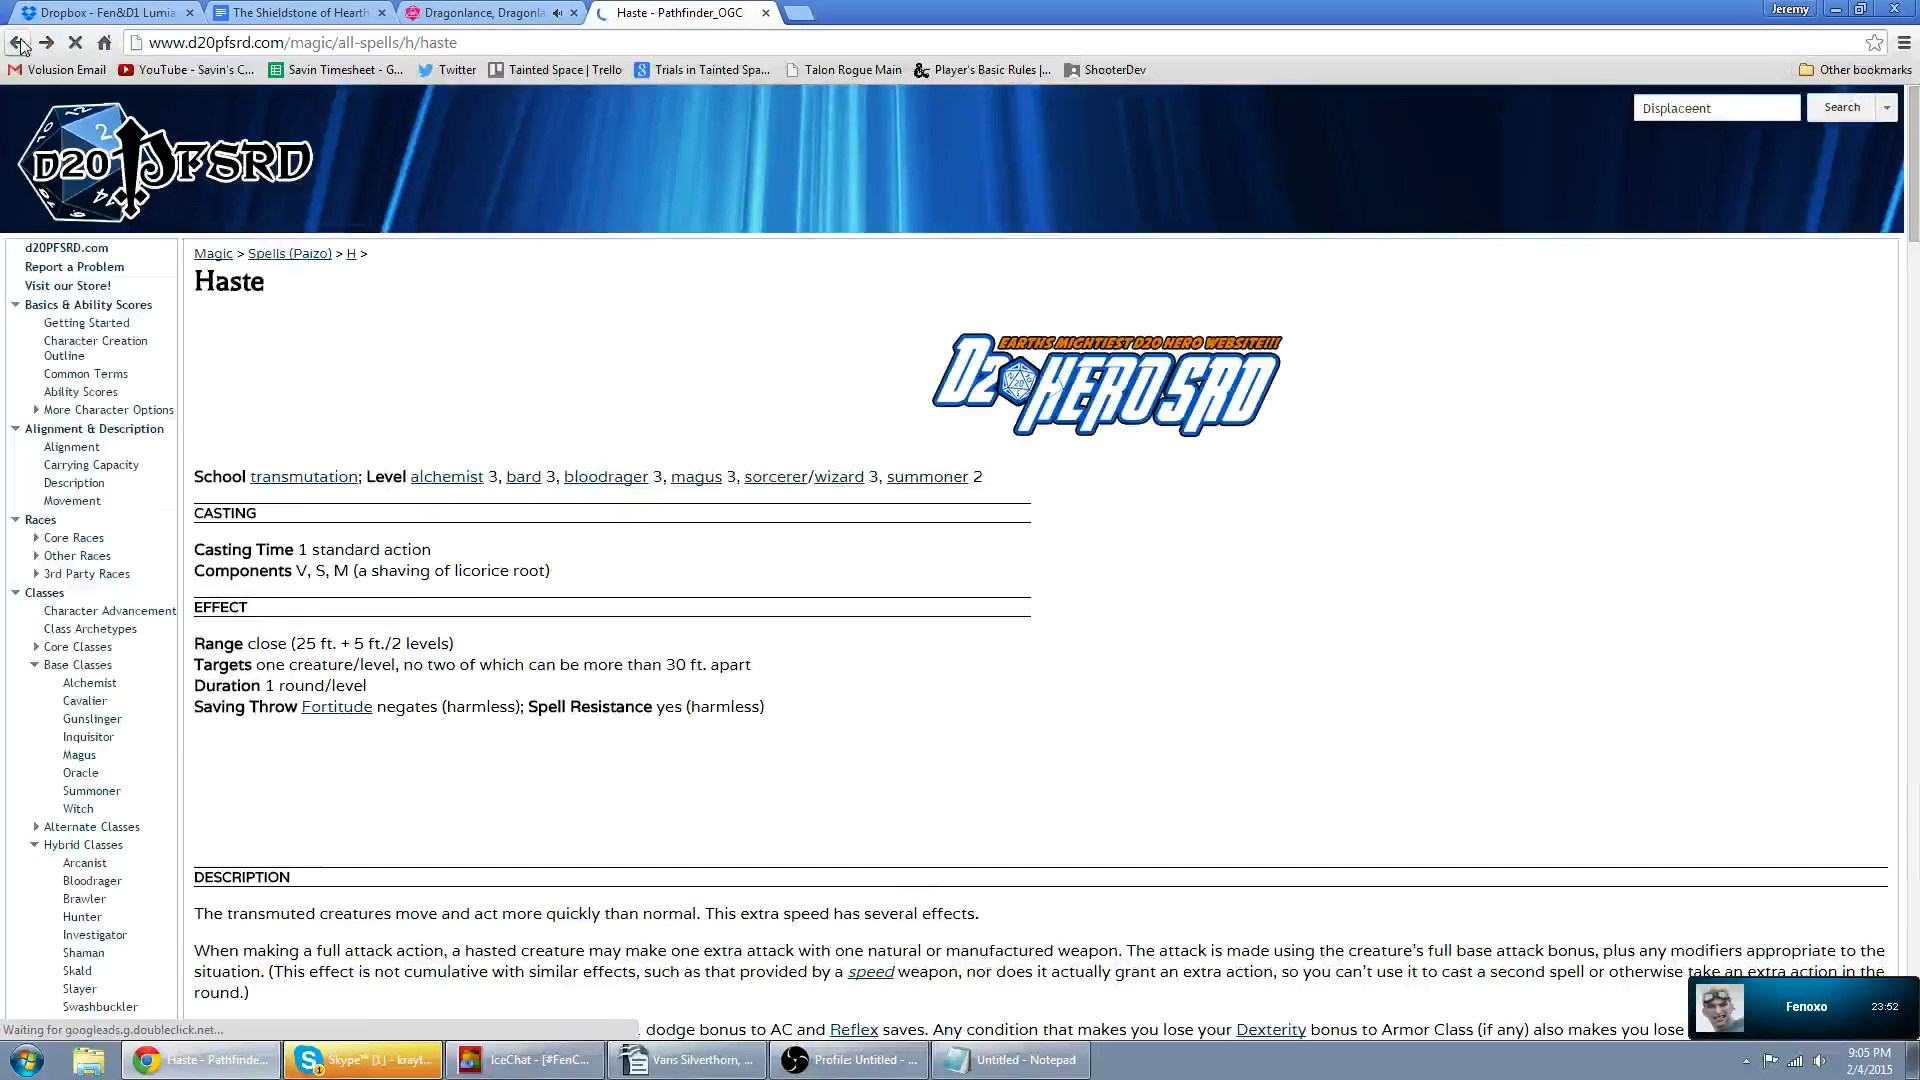 Dropbox - Fen&D1 Lumia
The Shieldstone of Hearth
Dragonlance, Dragonla
Haste - Pathfinder_OGC
Jeremy
www.d20pfsrd.com/magic/all-spells/h/haste
Volusion Email
YouTube - Savin's C...
Savin Timesheet - G...
Twitter
Tainted Space | Trello
Trials in Tainted Spa...
Talon Rogue Main
Player's Basic Rules |...
ShooterDev
Other bookmarks
D20PFSRD
Displaceent
Search
d20PFSRD.com
Report a Problem
Visit our Store!
Basics & Ability Scores
Getting Started
Character Creation
Outline
Common Terms
Ability Scores
More Character Options
Alignment & Description
Alignment
Carrying Capacity
Description
Movement
Races
Core Races
Other Races
3rd Party Races
Classes
Character Advancement
Class Archetypes
Core Classes
Base Classes
Alchemist
Cavalier
Gunslinger
Inquisitor
Magus
Oracle
Summoner
Witch
Alternate Classes
Hybrid Classes
Arcanist
Bloodrager
Brawler
Hunter
Investigator
Shaman
Skald
Slayer
Swashbuckler
Magic > Spells (Paizo) > H >
Haste
EARTHS MIGHTIEST D20 HERO WEBSITE!!!
D20HEROSRD
School transmutation; Level alchemist 3, bard 3, bloodrager 3, magus 3, sorcerer/wizard 3, summoner 2
CASTING
Casting Time 1 standard action
Components V, S, M (a shaving of licorice root)
EFFECT
Range close (25 ft. + 5 ft./2 levels)
Targets one creature/level, no two of which can be more than 30 ft. apart
Duration 1 round/level
Saving Throw Fortitude negates (harmless); Spell Resistance yes (harmless)
DESCRIPTION
The transmuted creatures move and act more quickly than normal. This extra speed has several effects.
When making a full attack action, a hasted creature may make one extra attack with one natural or manufactured weapon. The attack is made using the creature's full base attack bonus, plus any modifiers appropriate to the
situation. (This effect is not cumulative with similar effects, such as that provided by a speed weapon, nor does it actually grant an extra action, so you can't use it to cast a second spell or otherwise take an extra action in the
round.)
dodge bonus to AC and Reflex saves. Any condition that makes you lose your Dexterity bonus to Armor Class (if any) also makes you lose
Fenoxo
23:52
Waiting for googleads.g.doubleclick.net...
Haste - Pathfinde...
Skype™ [1] - krayt...
IceChat - [#FenC...
Varis Silverthorn, ...
Profile: Untitled - ...
Untitled - Notepad
9:05 PM
2/4/2015